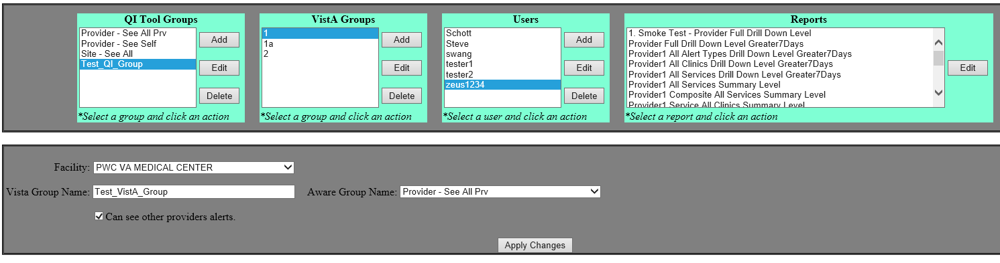 QI Tool Groups
Provider - See All Prv
Provider - See Self
Site - See All
Test_QI_Group
Add
Edit
Delete
*Select a group and click an action
VistA Groups
1
1a
2
Add
Edit
Delete
*Select a group and click an action
Users
Schott
Steve
swang
tester1
tester2
zeus1234
Add
Edit
Delete
*Select a user and click an action
Reports
1. Smoke Test - Provider Full Drill Down Level
Provider Full Drill Down Level Greater7Days
Provider1 All Alert Types Drill Down Level Greater7Days
Provider1 All Clinics Drill Down Level Greater7Days
Provider1 All Services Drill Down Level Greater7Days
Provider1 All Services Summary Level
Provider1 Composite All Services Summary Level
Provider1 Service All Clinics Summary Level
Edit
*Select a report and click an action
Facility: PWC VA MEDICAL CENTER
Vista Group Name: Test_VistA_Group
Aware Group Name: Provider - See All Prv
Can see other providers alerts.
Apply Changes